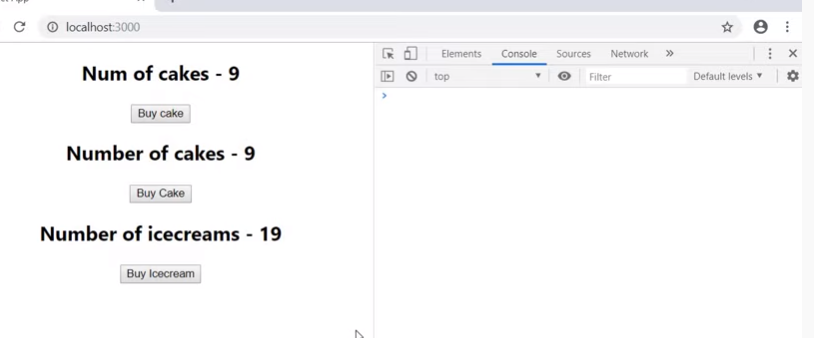 localhost:3000
Elements Console Sources Network »
top Filter Default levels
Num of cakes - 9
Buy cake
Number of cakes - 9
Buy Cake
Number of icecreams - 19
Buy Icecream